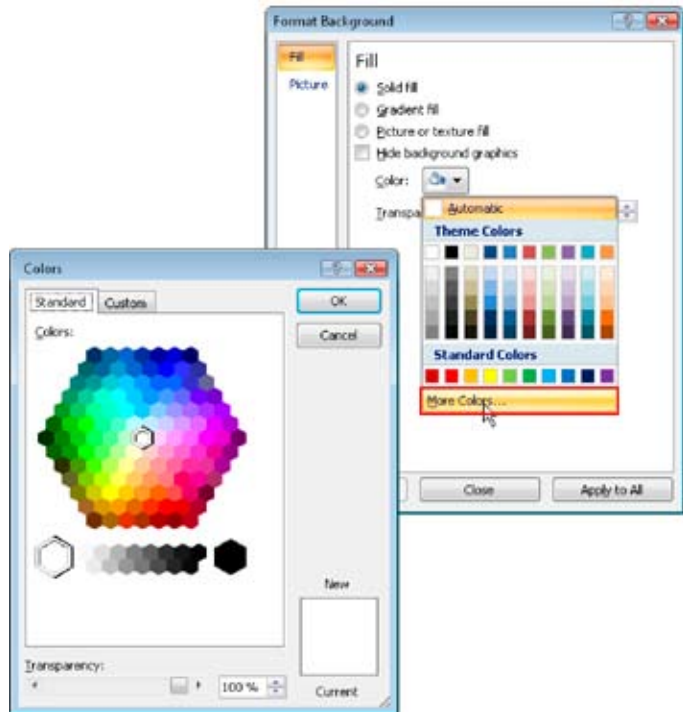 Format Background
Fill
Picture
Fill
Solid fill
Gradient fill
Picture or texture fill
Hide background graphics
Color:
Automatic
Theme Colors
Standard Colors
More Colors...
Close
Apply to All
Colors
Standard
Custom
OK
Cancel
Colors:
New
Current
Transparency:
100 %